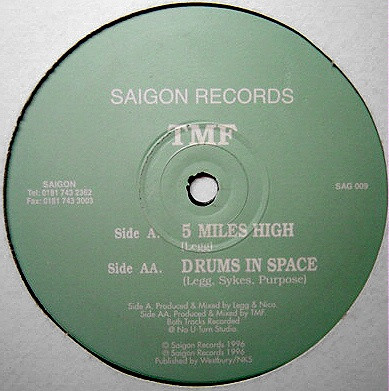 SAIGON RECORDS
TMF
SAIGON
Tel: 0181 743 2362
Fax: 0181 743 3003
SAG 009
Side A. 5 MILES HIGH
(Legg)
Side AA. DRUMS IN SPACE
(Legg, Sykes, Purpose)
Side A. Produced & Mixed by Legg & Nico.
Side AA. Produced & Mixed by TMF.
Both Tracks Recorded
@ No U-Turn Studio.
© Saigon Records 1996
℗ Saigon Records 1996
Published by Westbury/NKS